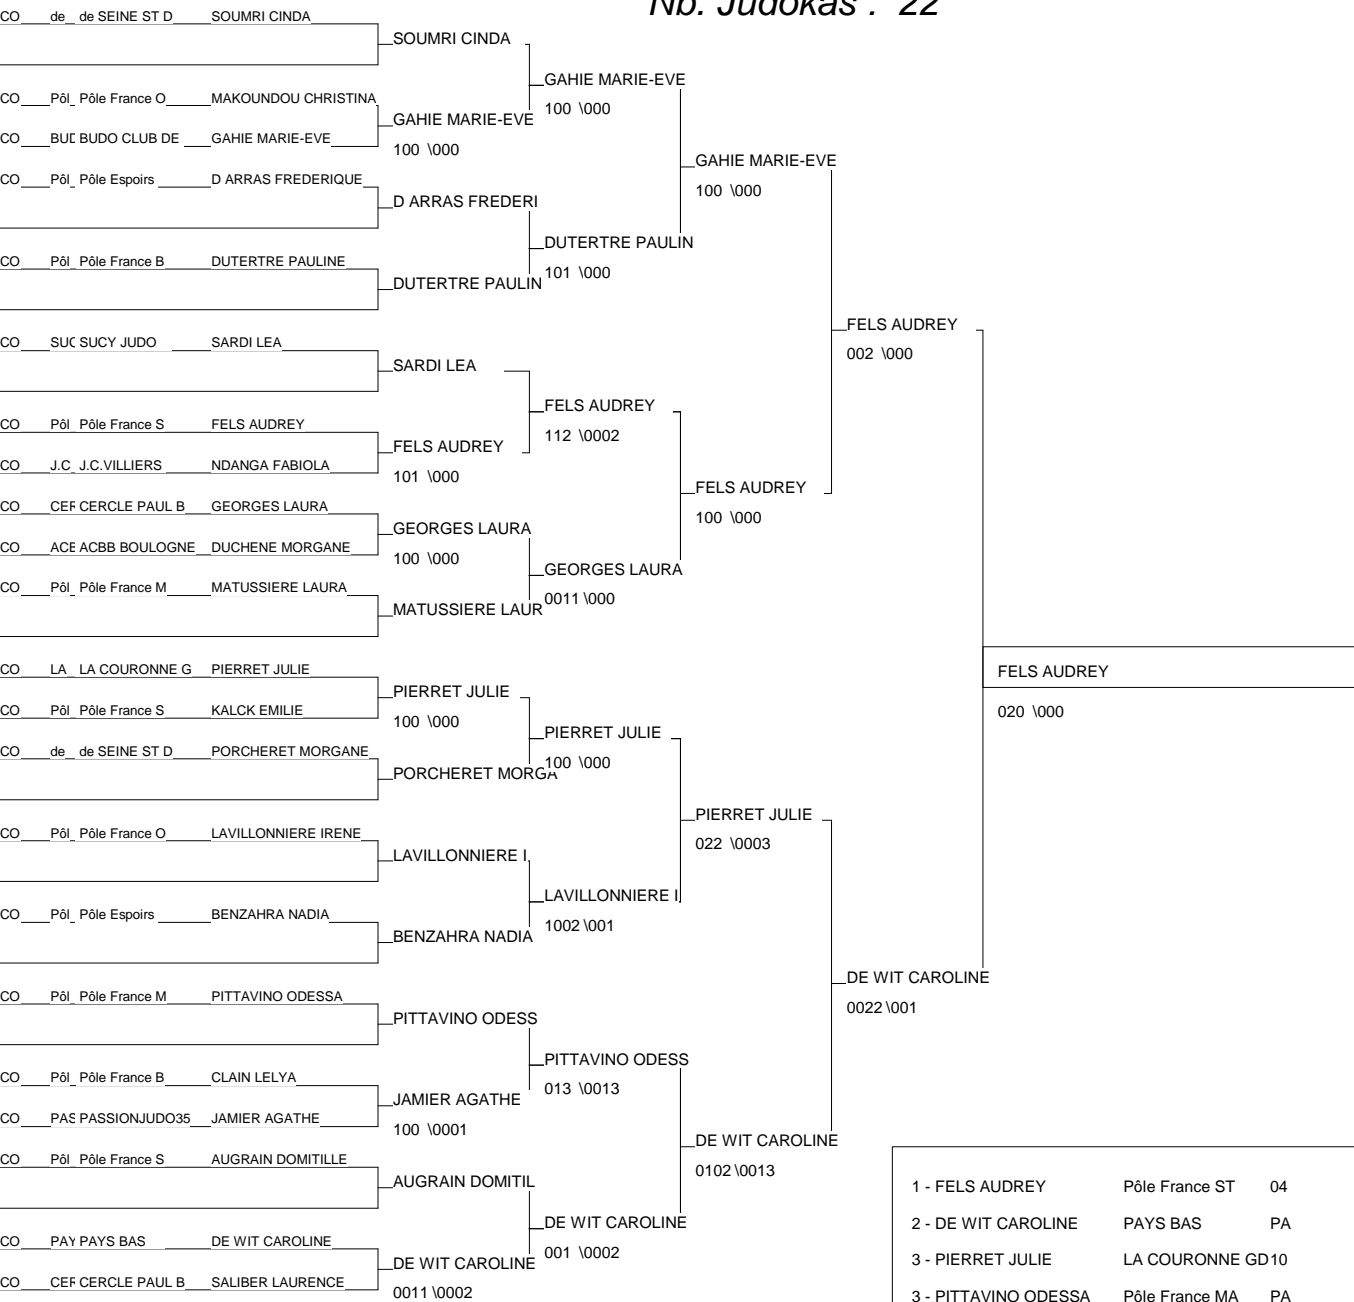 Nb. Judokas : 22
CO de de SEINE ST D SOUMRI CINDA
SOUMRI CINDA
GAHIE MARIE-EVE
100 \000
CO Pôl Pôle France O MAKOUNDOU CHRISTINA
GAHIE MARIE-EVE
100 \000
CO BUD BUDO CLUB DE GAHIE MARIE-EVE
GAHIE MARIE-EVE
100 \000
CO Pôl Pôle Espoirs D ARRAS FREDERIQUE
D ARRAS FREDERI
DUTERTRE PAULIN
101 \000
CO Pôl Pôle France B DUTERTRE PAULINE
DUTERTRE PAULIN
FELS AUDREY
002 \000
CO SUC SUCY JUDO SARDI LEA
SARDI LEA
FELS AUDREY
112 \0002
CO Pôl Pôle France S FELS AUDREY
FELS AUDREY
101 \000
CO J.C J.C.VILLIERS NDANGA FABIOLA
FELS AUDREY
100 \000
CO CER CERCLE PAUL B GEORGES LAURA
GEORGES LAURA
100 \000
CO ACB ACBB BOULOGNE DUCHENE MORGANE
GEORGES LAURA
0011 \000
CO Pôl Pôle France M MATUSSIERE LAURA
MATUSSIERE LAUR
FELS AUDREY
020 \000
CO LA LA COURONNE G PIERRET JULIE
PIERRET JULIE
100 \000
CO Pôl Pôle France S KALCK EMILIE
PIERRET JULIE
100 \000
CO de de SEINE ST D PORCHERET MORGANE
PORCHERET MORGA
PIERRET JULIE
022 \0003
CO Pôl Pôle France O LAVILLONNIERE IRENE
LAVILLONNIERE I
LAVILLONNIERE I
1002 \001
CO Pôl Pôle Espoirs BENZAHRA NADIA
BENZAHRA NADIA
DE WIT CAROLINE
0022 \001
CO Pôl Pôle France M PITTAVINO ODESSA
PITTAVINO ODESS
PITTAVINO ODESS
013 \0013
CO Pôl Pôle France B CLAIN LELYA
JAMIER AGATHE
100 \0001
CO PAS PASSIONJUDO35 JAMIER AGATHE
DE WIT CAROLINE
0102 \0013
CO Pôl Pôle France S AUGRAIN DOMITILLE
AUGRAIN DOMITIL
DE WIT CAROLINE
001 \0002
CO PAY PAYS BAS DE WIT CAROLINE
DE WIT CAROLINE
0011 \0002
CO CER CERCLE PAUL B SALIBER LAURENCE
1 - FELS AUDREY Pôle France ST 04
2 - DE WIT CAROLINE PAYS BAS PA
3 - PIERRET JULIE LA COURONNE GD 10
3 - PITTAVINO ODESSA Pôle France MA PA